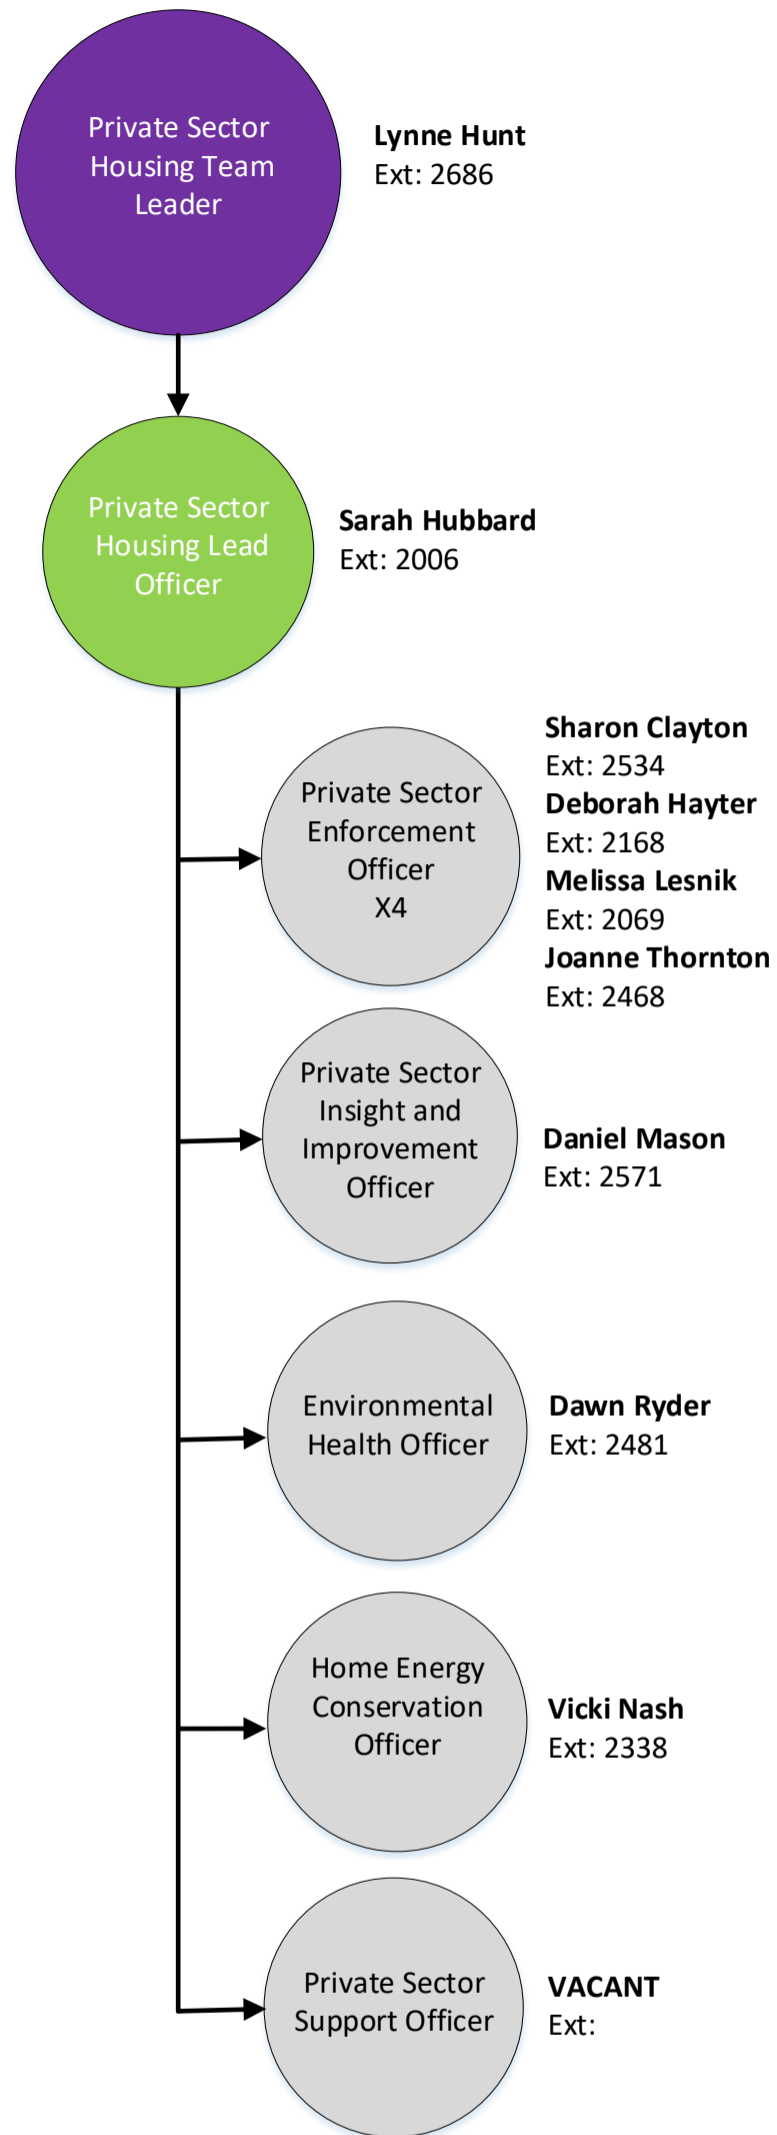 Private Sector
Housing Team
Leader
Lynne Hunt
Ext: 2686
Private Sector
Housing Lead
Officer
Sarah Hubbard
Ext: 2006
Private Sector
Enforcement
Officer
X4
Sharon Clayton
Ext: 2534
Deborah Hayter
Ext: 2168
Melissa Lesnik
Ext: 2069
Joanne Thornton
Ext: 2468
Private Sector
Insight and
Improvement
Officer
Daniel Mason
Ext: 2571
Environmental
Health Officer
Dawn Ryder
Ext: 2481
Home Energy
Conservation
Officer
Vicki Nash
Ext: 2338
Private Sector
Support Officer
VACANT
Ext: